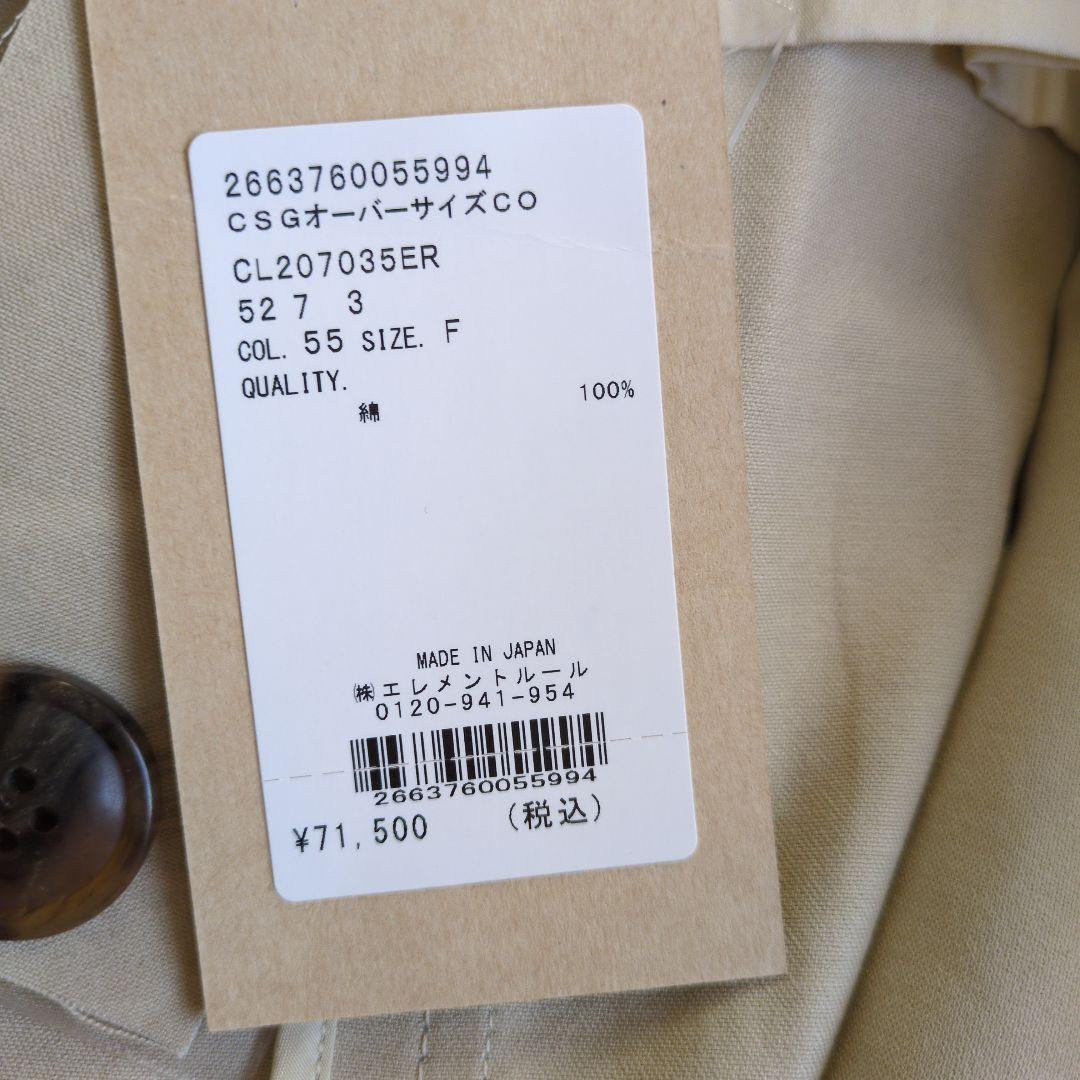 2663760055994
CSGオーバーサイズCO
CL207035ER
52 7 3
COL. 55 SIZE. F
QUALITY.
綿 100%
MADE IN JAPAN
㈱エレメントルール
0120-941-954
2663760055994
¥71,500 (税込)